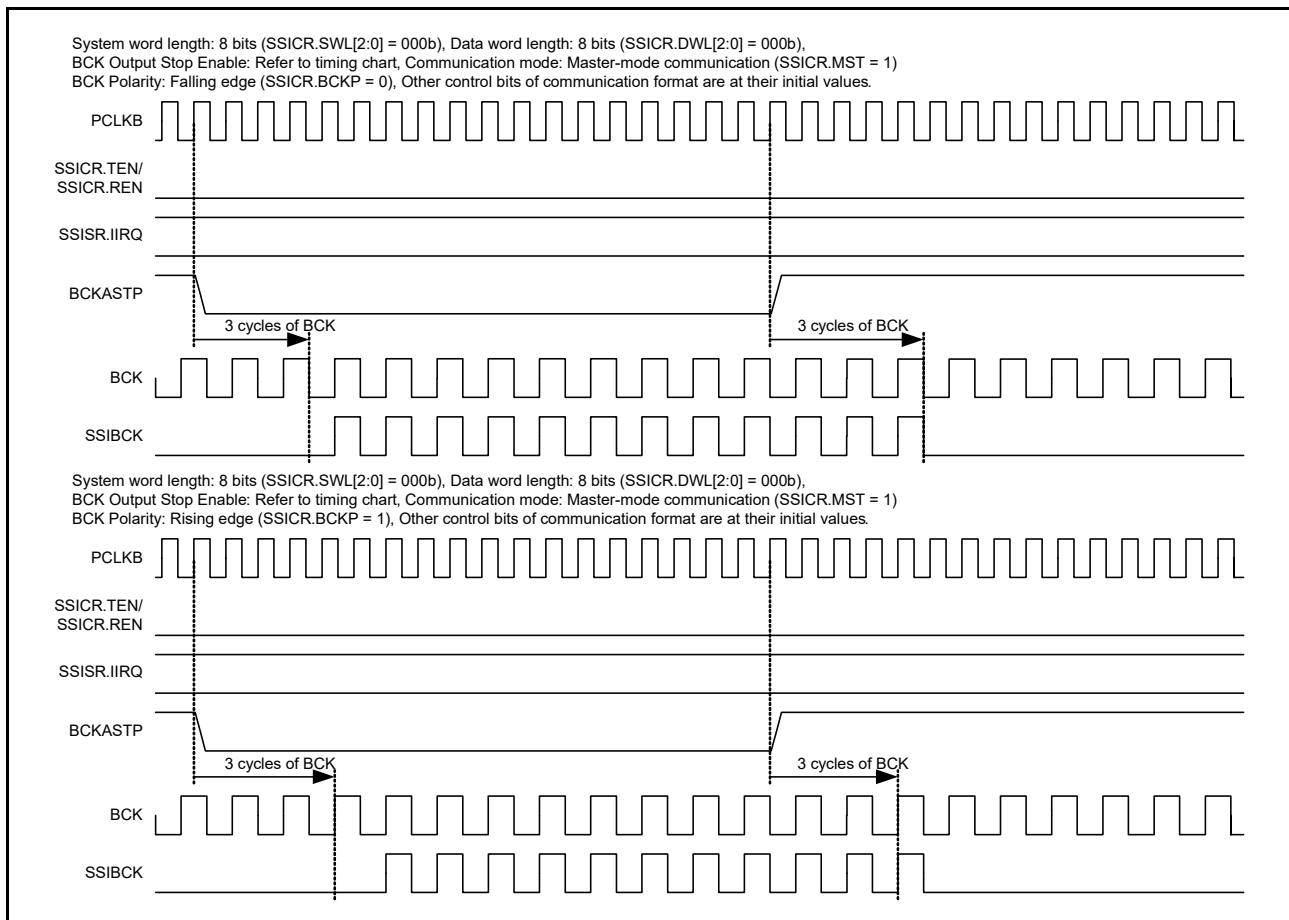 System word length: 8 bits (SSICR.SWL[2:0] = 000b), Data word length: 8 bits (SSICR.DWL[2:0] = 000b),
BCK Output Stop Enable: Refer to timing chart, Communication mode: Master-mode communication (SSICR.MST = 1)
BCK Polarity: Falling edge (SSICR.BCKP = 0), Other control bits of communication format are at their initial values.
PCLKB
SSICR.TEN/
SSICR.REN
SSISR.IIRQ
BCKASTP
3 cycles of BCK 3 cycles of BCK
BCK
SSIBCK
System word length: 8 bits (SSICR.SWL[2:0] = 000b), Data word length: 8 bits (SSICR.DWL[2:0] = 000b),
BCK Output Stop Enable: Refer to timing chart, Communication mode: Master-mode communication (SSICR.MST = 1)
BCK Polarity: Rising edge (SSICR.BCKP = 1), Other control bits of communication format are at their initial values.
PCLKB
SSICR.TEN/
SSICR.REN
SSISR.IIRQ
BCKASTP
3 cycles of BCK 3 cycles of BCK
BCK
SSIBCK